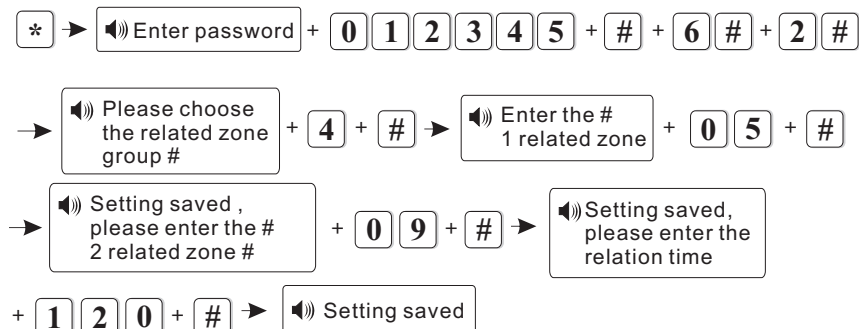 * Enter password + 0 1 2 3 4 5 + # + 6 # + 2 #
Please choose
the related zone
group #
+ 4 + #
Enter the #
1 related zone
+ 0 5 + #
Setting saved ,
please enter the #
2 related zone #
+ 0 9 + #
Setting saved,
please enter the
relation time
+ 1 2 0 + # Setting saved